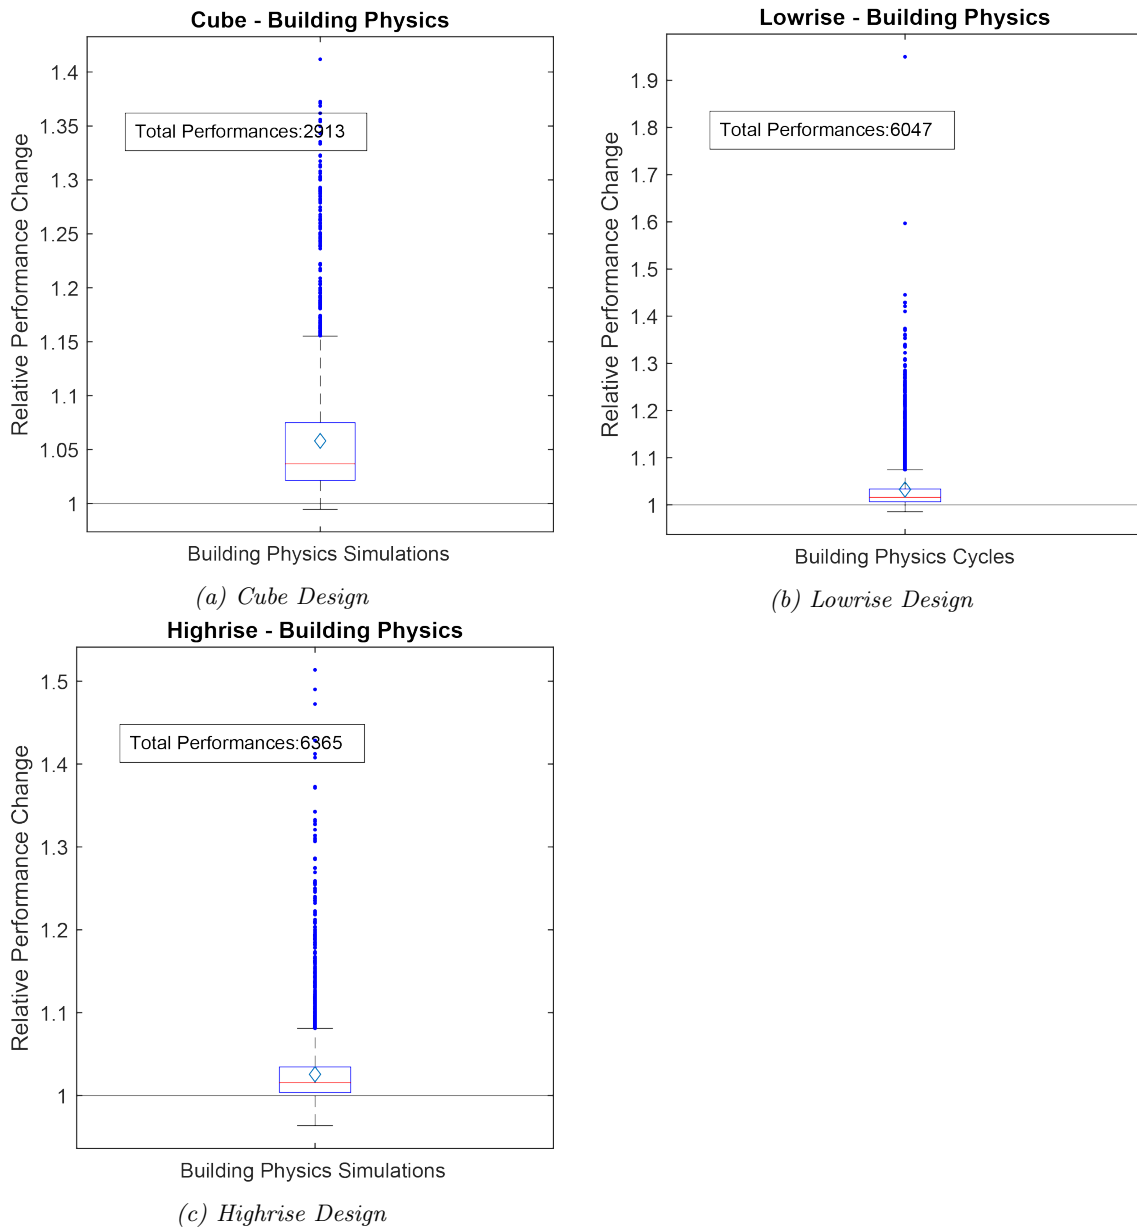 Cube - Building Physics
Relative Performance Change
1.4
1.35
1.3
1.25
1.2
1.15
1.1
1.05
1
Total Performances:2913
Building Physics Simulations
(a) Cube Design
Lowrise - Building Physics
Relative Performance Change
1.9
1.8
1.7
1.6
1.5
1.4
1.3
1.2
1.1
1
Total Performances:6047
Building Physics Cycles
(b) Lowrise Design
Highrise - Building Physics
Relative Performance Change
1.5
1.4
1.3
1.2
1.1
1
Total Performances:6365
Building Physics Simulations
(c) Highrise Design